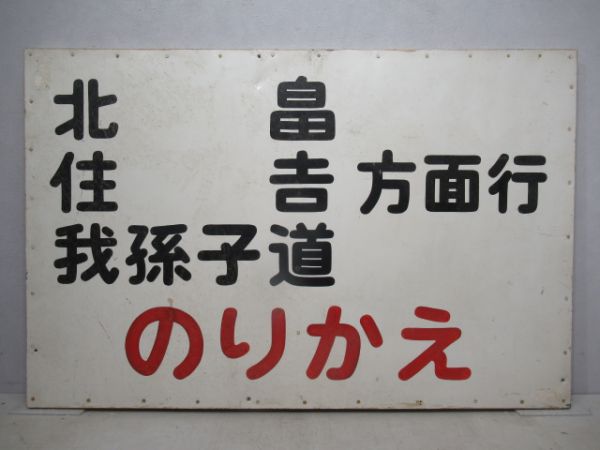 北畠
住吉方面行
我孫子道
のりかえ